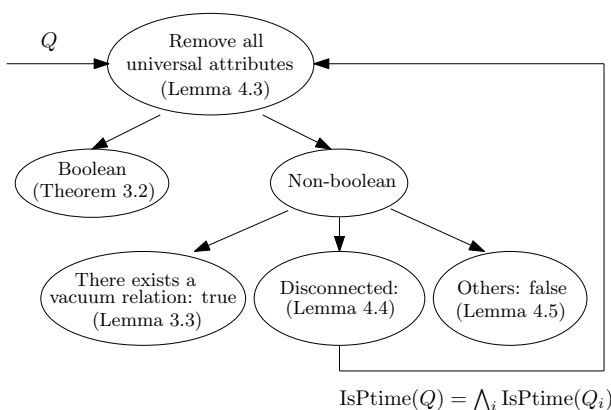 Q
Remove all
universal attributes
(Lemma 4.3)
Boolean
(Theorem 3.2)
Non-boolean
There exists a
vacuum relation: true
(Lemma 3.3)
Disconnected:
(Lemma 4.4)
Others: false
(Lemma 4.5)
IsPtime(Q) = ⋀ᵢ IsPtime(Qᵢ)